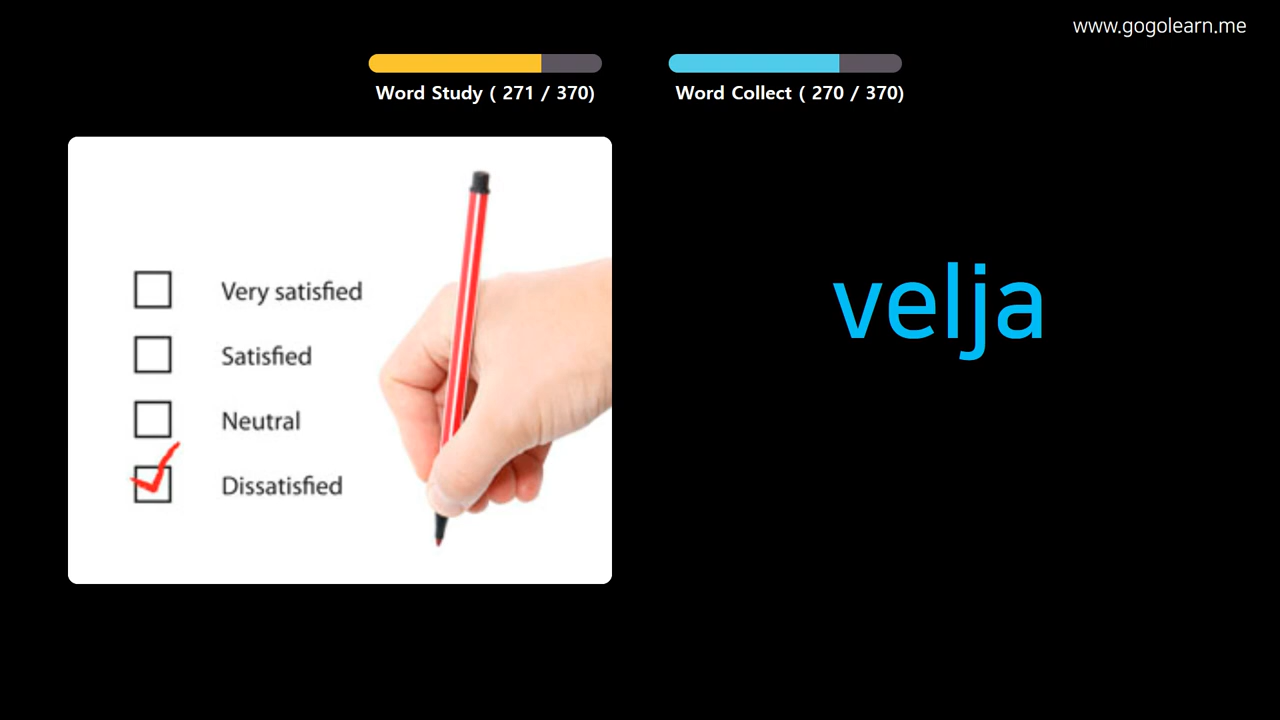 www.gogolearn.me
Word Study ( 271 / 370)
Word Collect ( 270 / 370)
velja
Very satisfied
Satisfied
Neutral
Dissatisfied